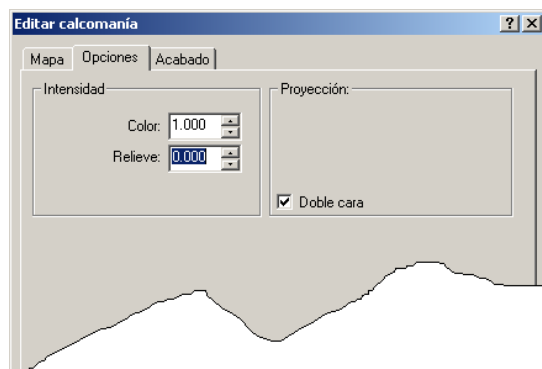 Editar calcomanía
Mapa Opciones Acabado
Intensidad
Color: 1.000
Relieve: 0.000
Proyección:
Doble cara